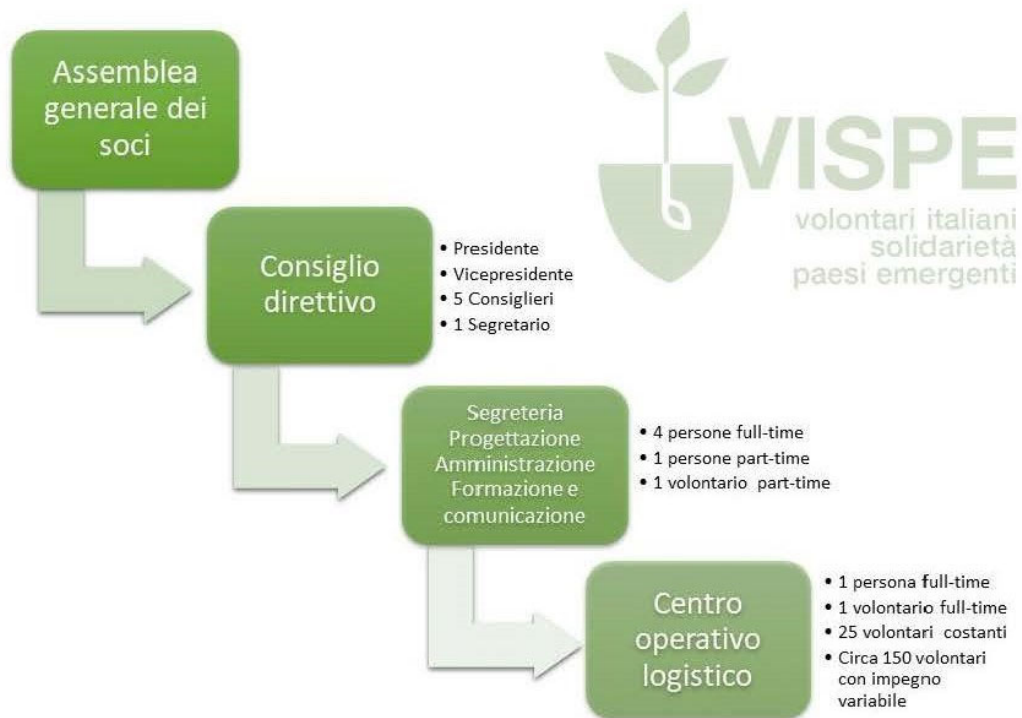 Assemblea
generale dei
soci
VISPE
volontari italiani
solidarietà
paesi emergenti
Consiglio
direttivo
• Presidente
• Vicepresidente
• 5 Consiglieri
• 1 Segretario
Segreteria
Progettazione
Amministrazione
Formazione e
comunicazione
• 4 persone full-time
• 1 persone part-time
• 1 volontario part-time
Centro
operativo
logistico
• 1 persona full-time
• 1 volontario full-time
• 25 volontari costanti
• Circa 150 volontari
con impegno
variabile